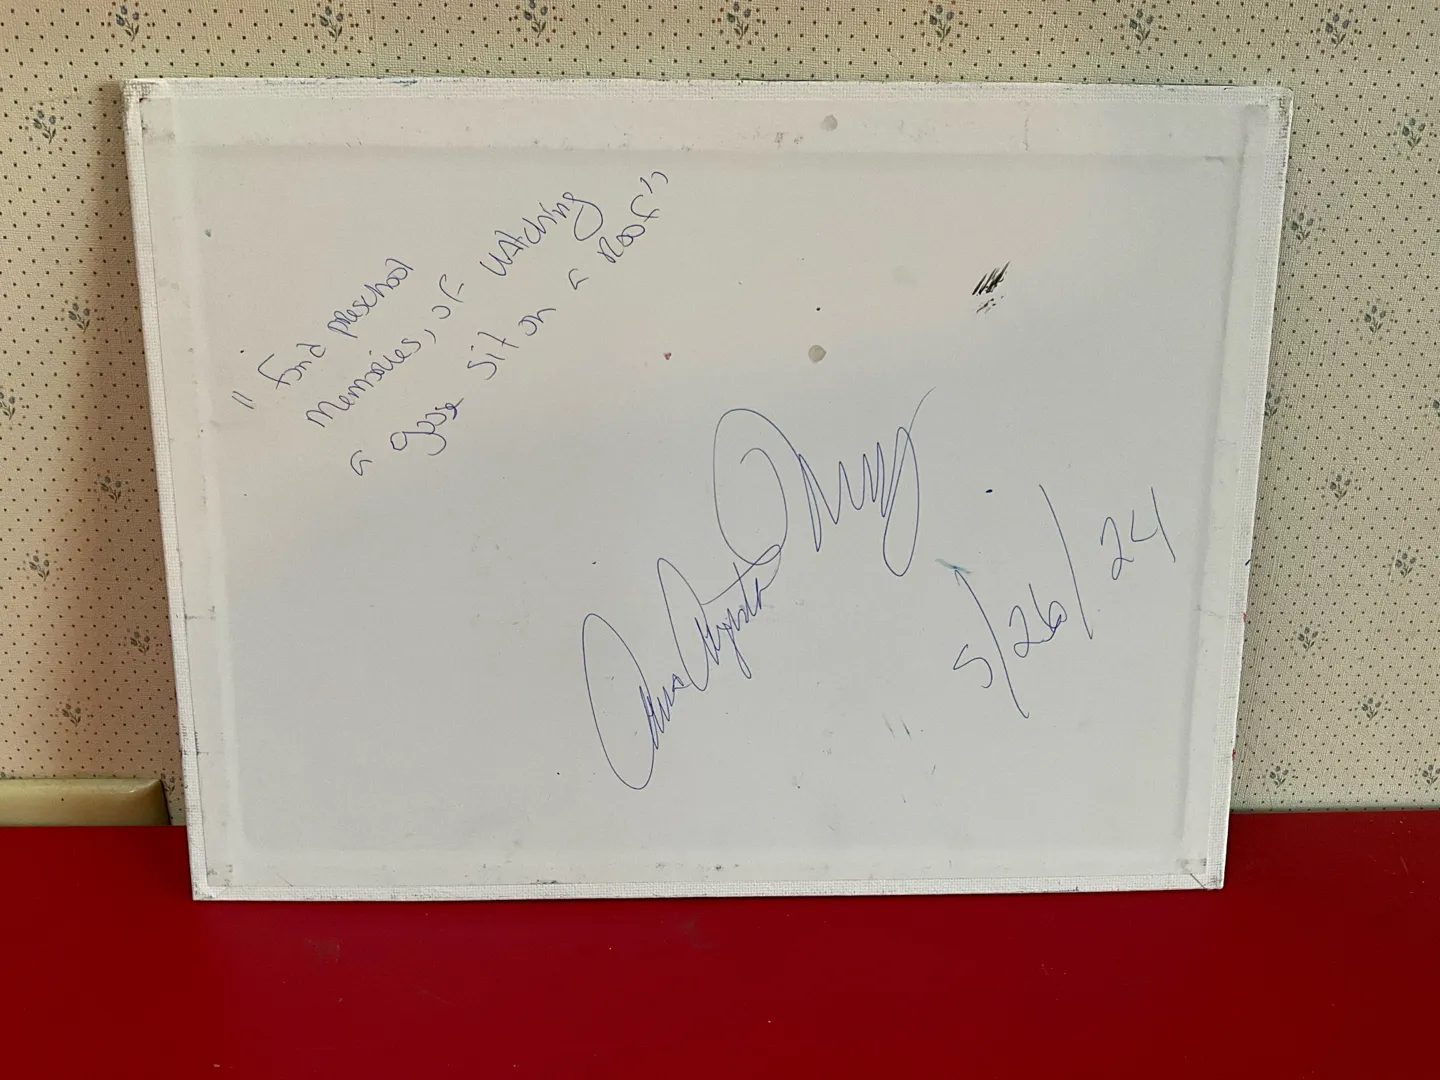 "Fond preschool
Memories, of watching
a goose sit on a Roof"
5/26/24